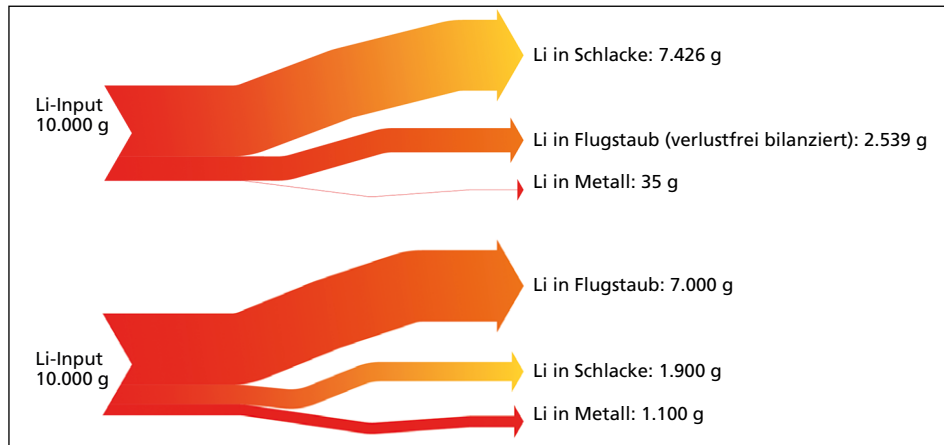 Li in Schlacke: 7.426 g
Li-Input
10.000 g
Li in Flugstaub (verlustfrei bilanziert): 2.539 g
Li in Metall: 35 g
Li in Flugstaub: 7.000 g
Li-Input
10.000 g
Li in Schlacke: 1.900 g
Li in Metall: 1.100 g